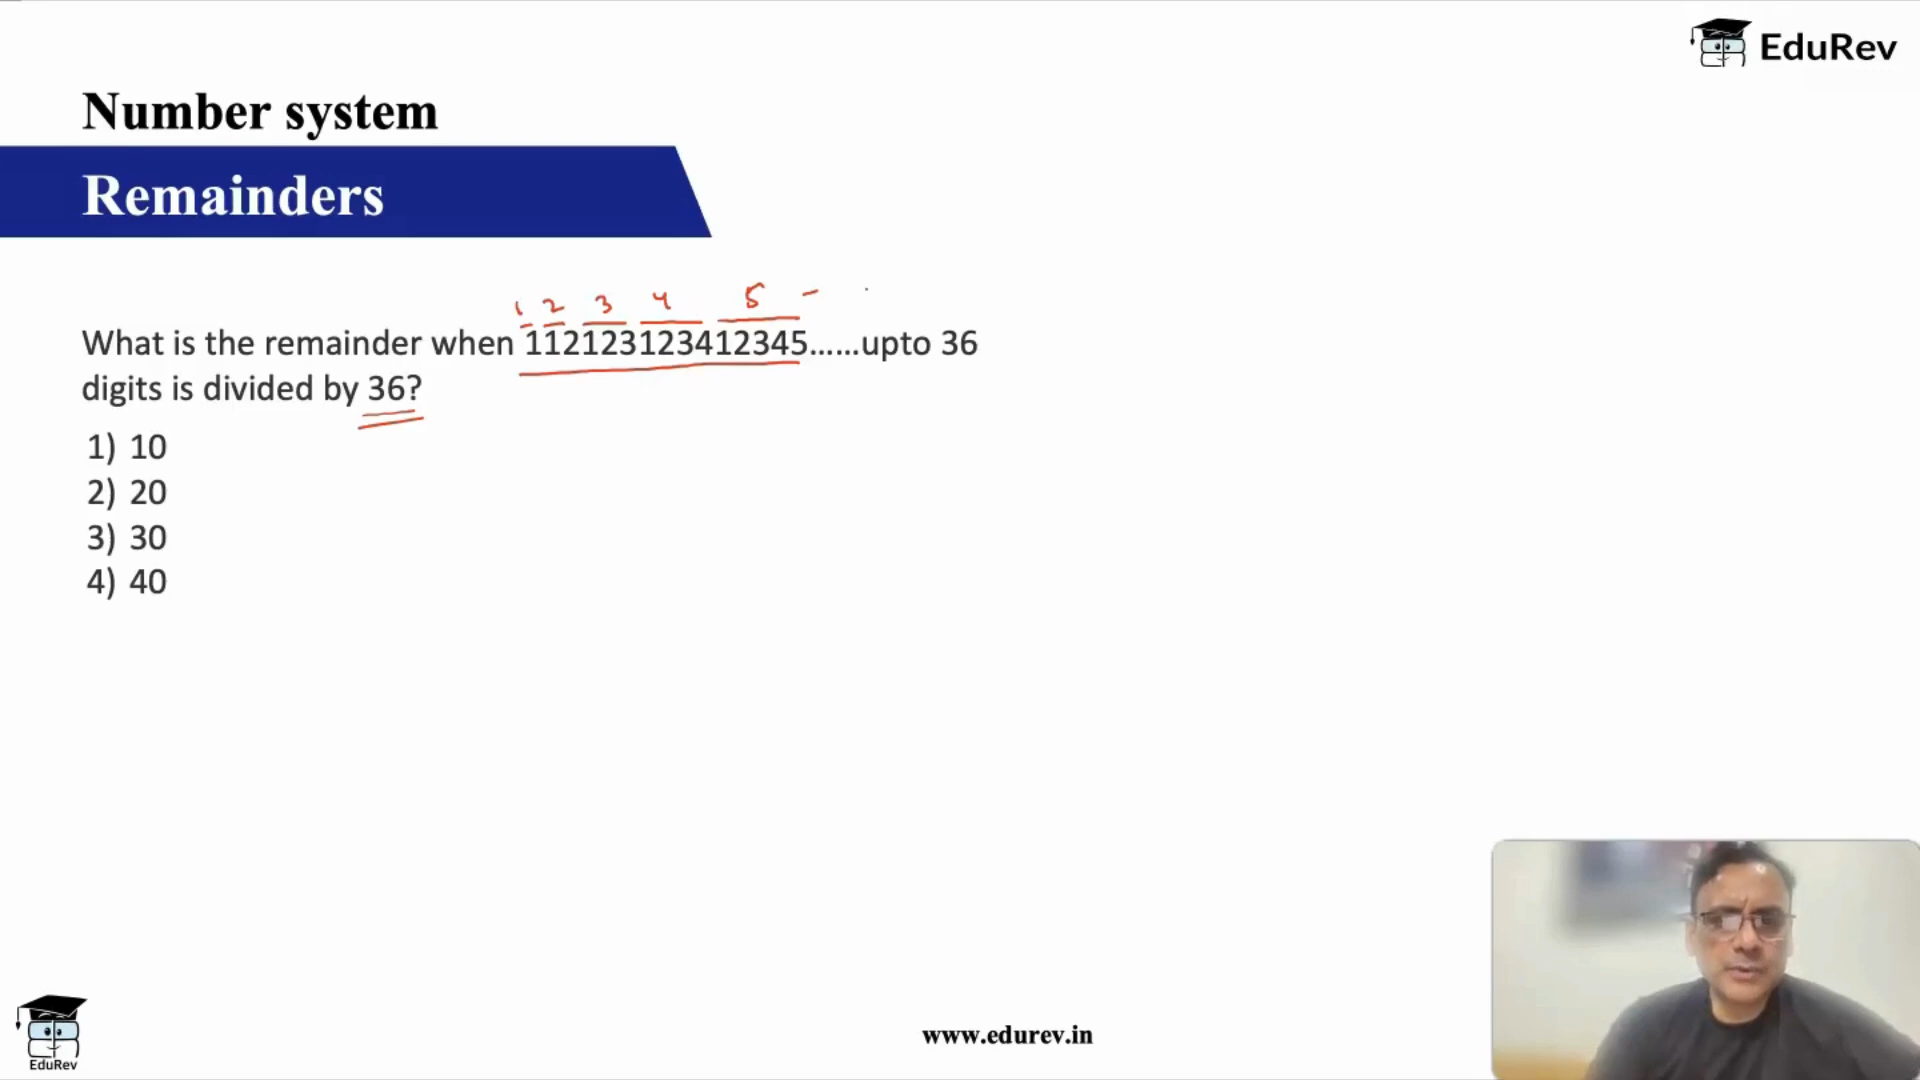 EduRev
Number system
Remainders
1 2 3 4 5 -
What is the remainder when 112123123412345......upto 36
digits is divided by 36?
1) 10
2) 20
3) 30
4) 40
EduRev
www.edurev.in